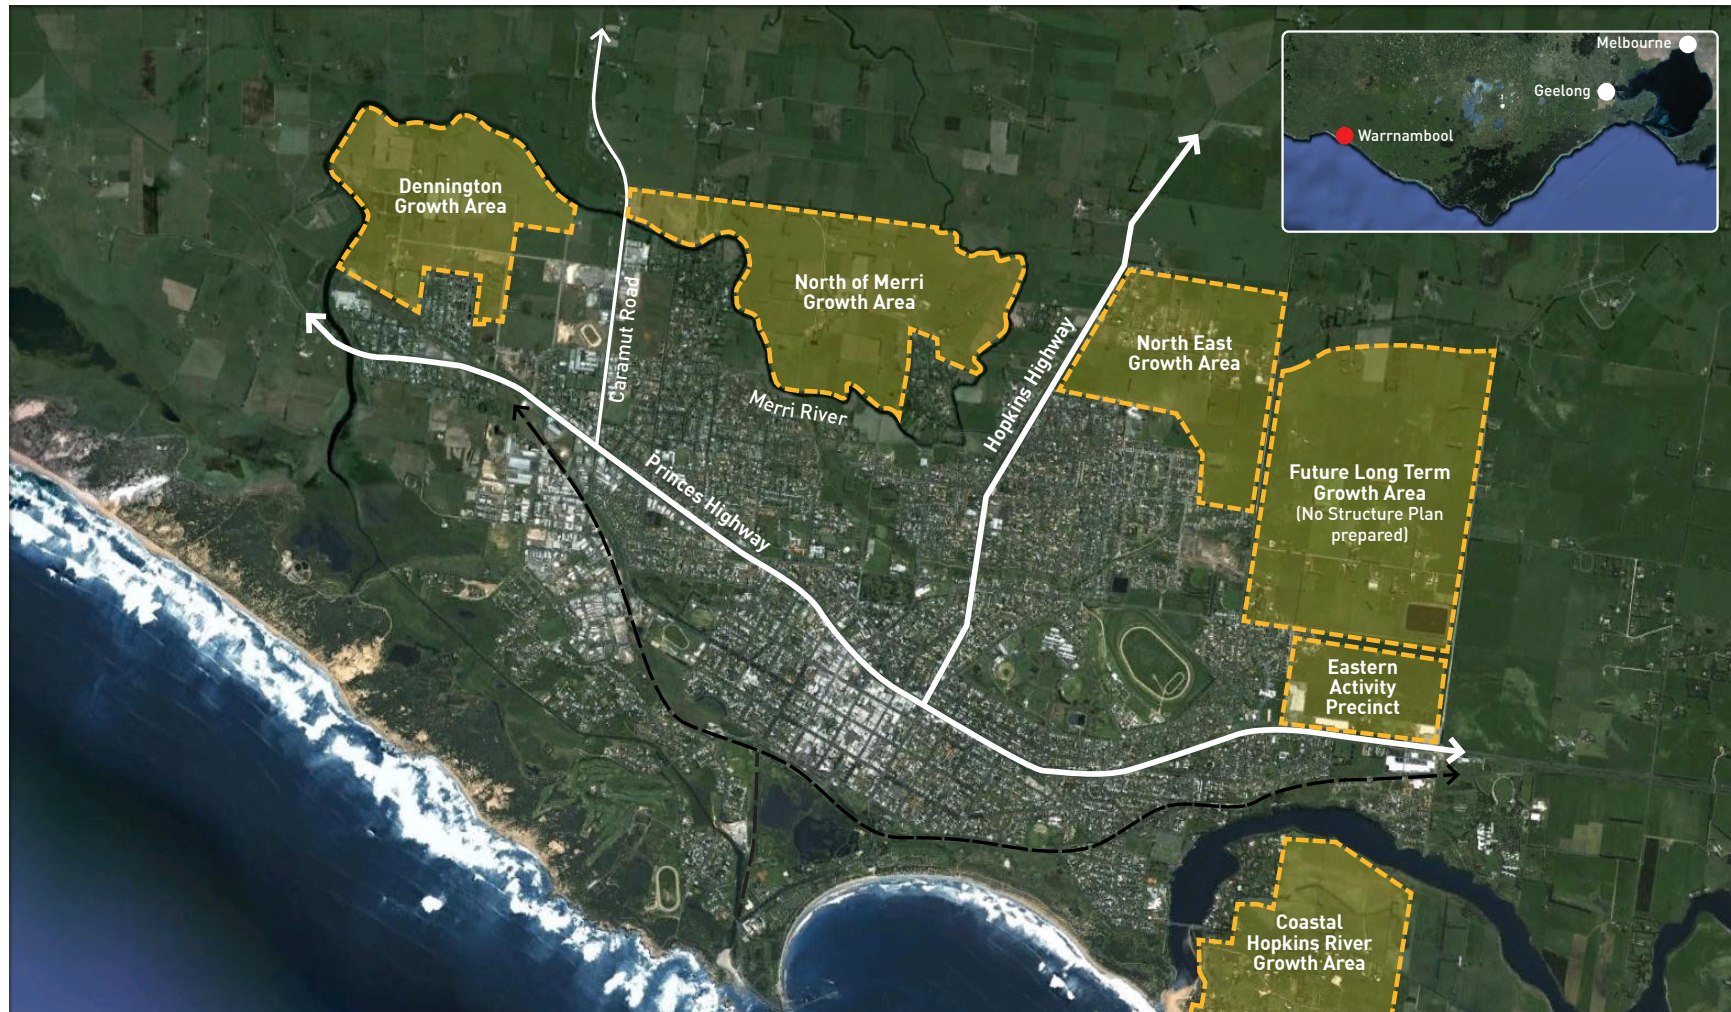 Melbourne
Geelong
Warrnambool
Dennington
Growth Area
North of Merri
Growth Area
North East
Growth Area
Caramut Road
Merri River
Hopkins Highway
Princes Highway
Future Long Term
Growth Area
(No Structure Plan
prepared)
Eastern
Activity
Precinct
Coastal
Hopkins River
Growth Area